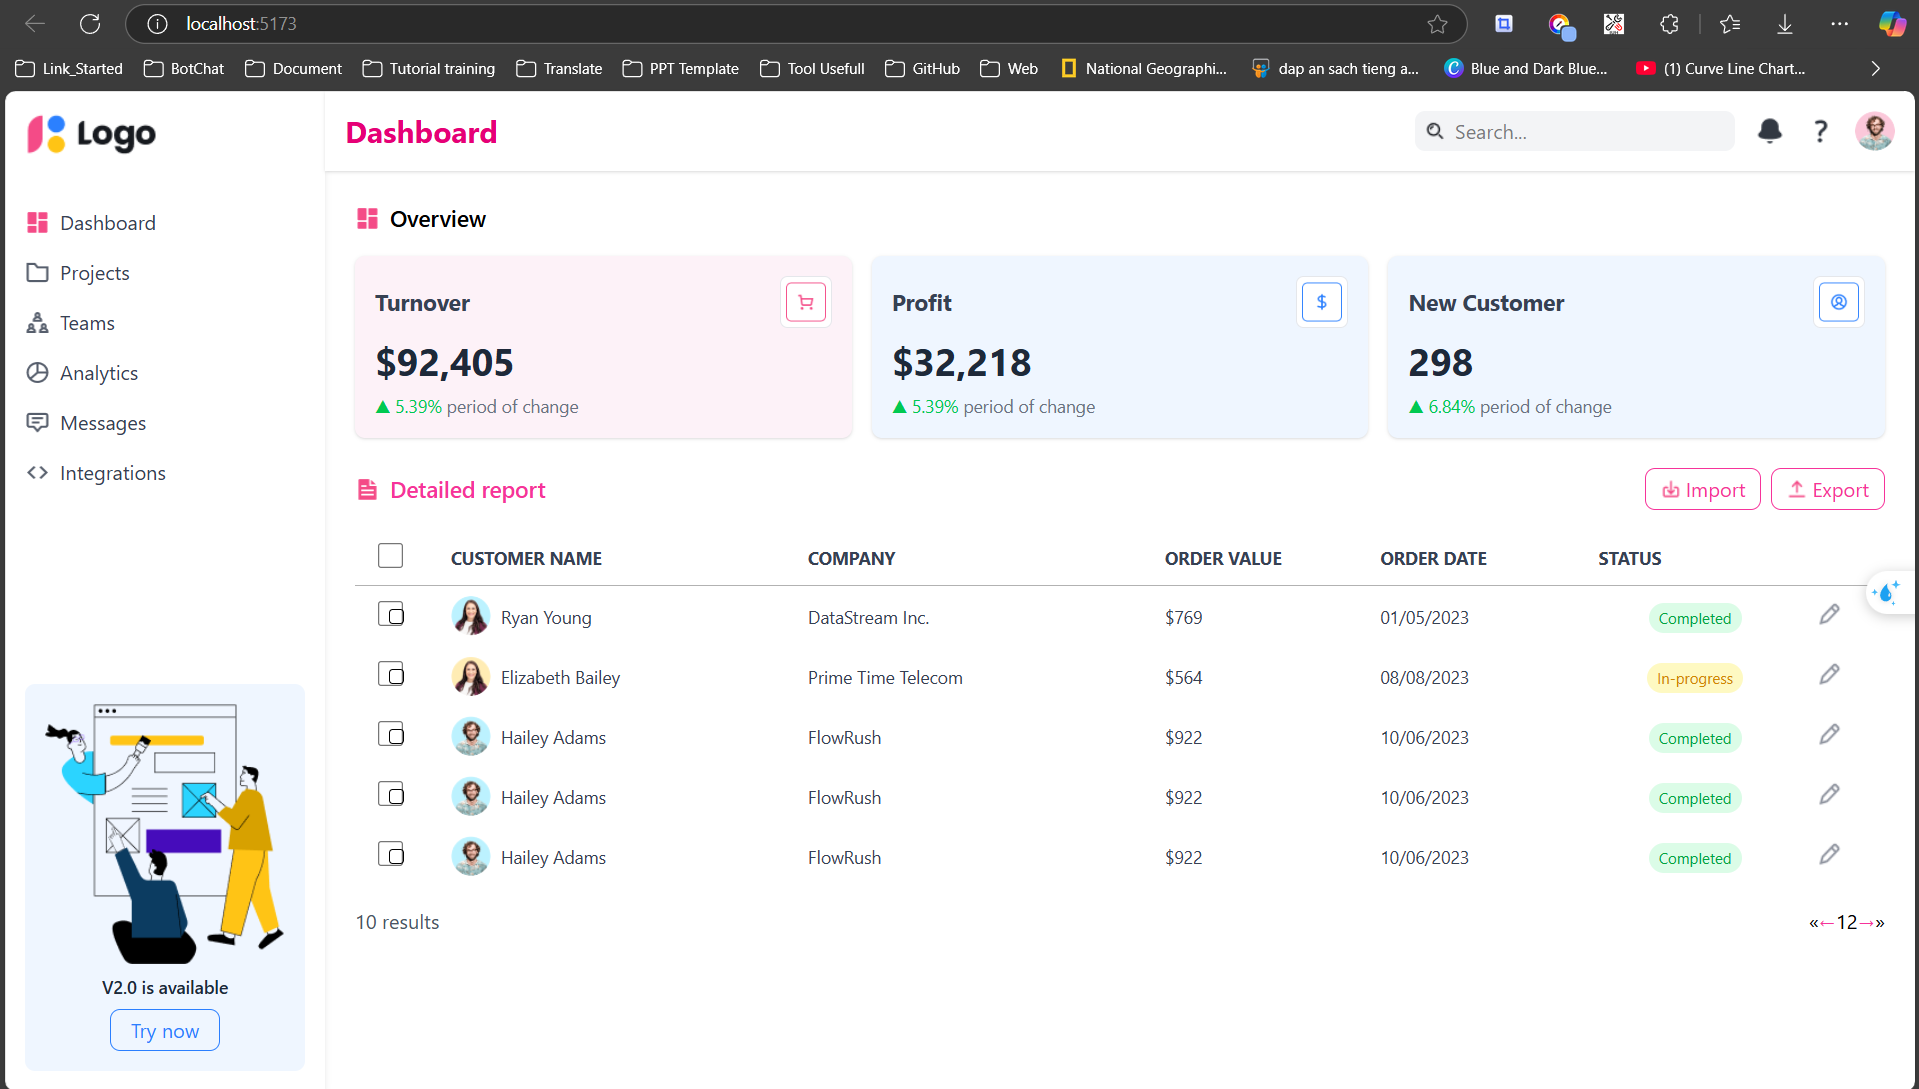 localhost:5173
Link_Started BotChat Document Tutorial training Translate PPT Template Tool Usefull GitHub Web National Geographi... dap an sach tieng a... Blue and Dark Blue... (1) Curve Line Chart...
Logo
Dashboard
Search...
?
Dashboard
Projects
Teams
Analytics
Messages
Integrations
V2.0 is available
Try now
Overview
Turnover
$92,405
▲ 5.39% period of change
Profit
$
$32,218
▲ 5.39% period of change
New Customer
298
▲ 6.84% period of change
Detailed report
Import Export
CUSTOMER NAME COMPANY ORDER VALUE ORDER DATE STATUS
Ryan Young DataStream Inc. $769 01/05/2023 Completed
Elizabeth Bailey Prime Time Telecom $564 08/08/2023 In-progress
Hailey Adams FlowRush $922 10/06/2023 Completed
Hailey Adams FlowRush $922 10/06/2023 Completed
Hailey Adams FlowRush $922 10/06/2023 Completed
10 results «←12→»